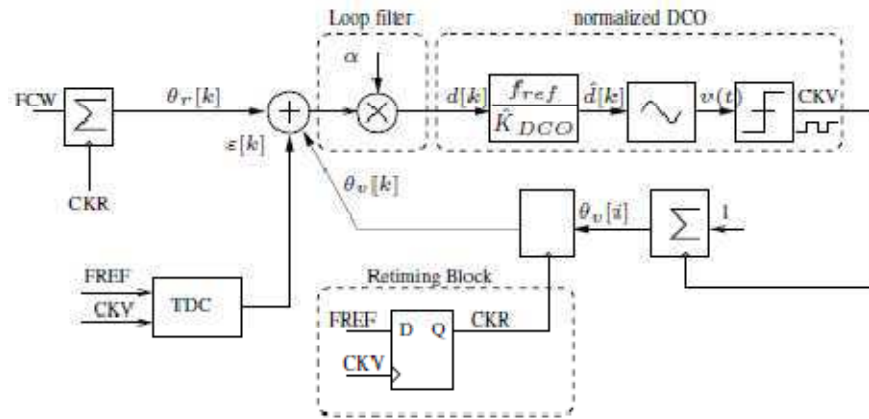 Loop filter
normalized DCO
α
FCW
Σ
θr[k]
+
×
d[k]
fref
K̂DCO
d̂[k]
v(t)
CKV
ε[k]
CKR
θv[k]
θv[i]
Σ
1
FREF
CKV
TDC
Retiming Block
FREF
D Q
CKR
CKV